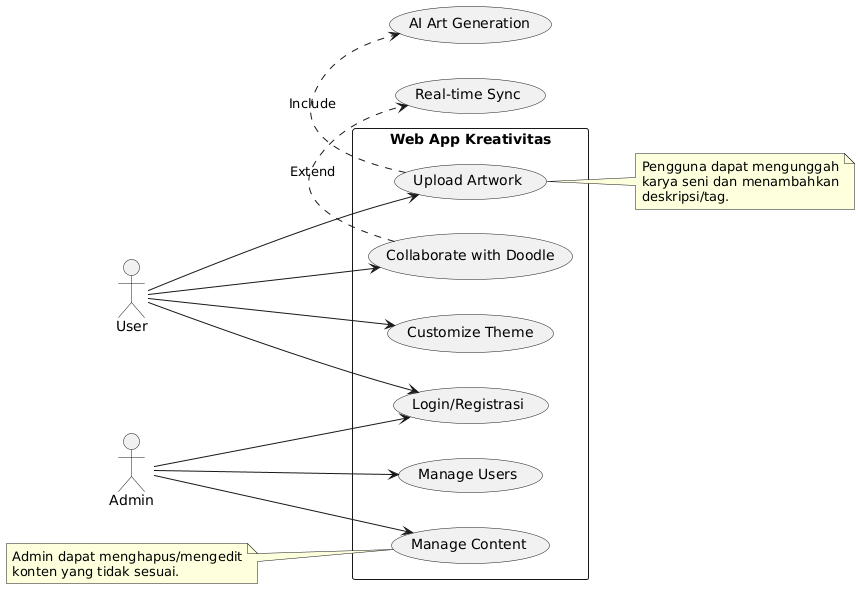 AI Art Generation
Real-time Sync
Include
Web App Kreativitas
Extend
Upload Artwork
Pengguna dapat mengunggah
karya seni dan menambahkan
deskripsi/tag.
Collaborate with Doodle
User
Customize Theme
Login/Registrasi
Admin
Manage Users
Manage Content
Admin dapat menghapus/mengedit
konten yang tidak sesuai.